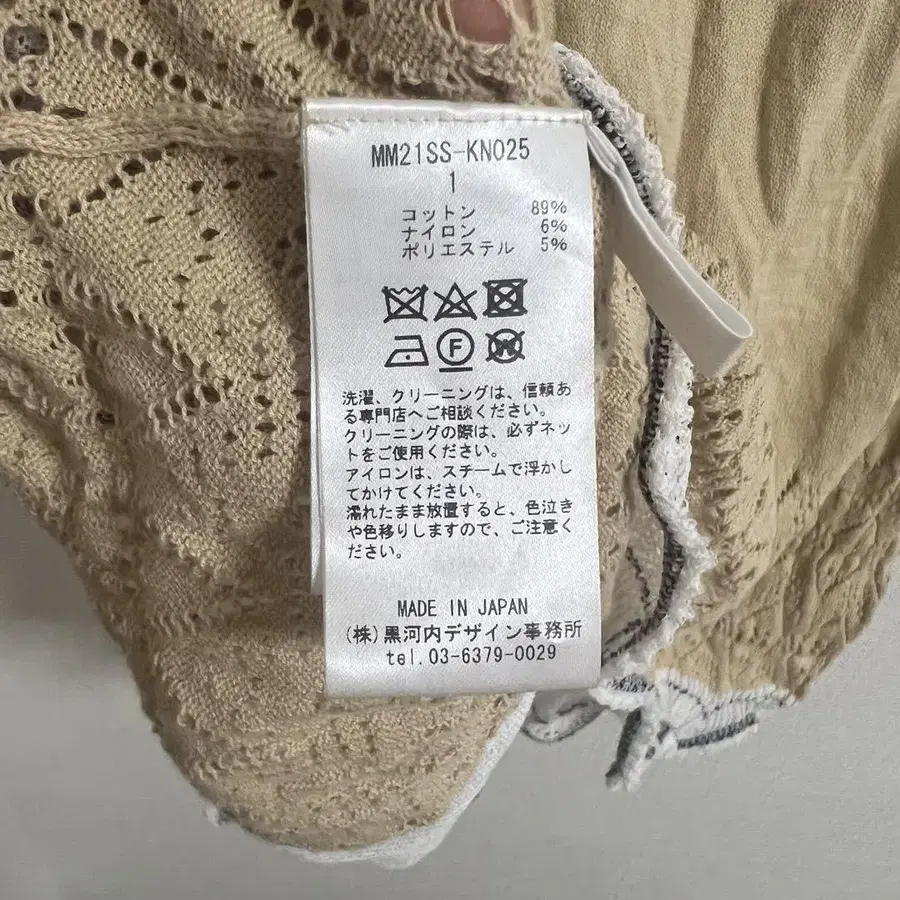 MM21SS-KN025
1
コットン 89%
ナイロン 6%
ポリエステル 5%
F
W
洗濯、クリーニングは、信頼あ
る専門店へご相談ください。
クリーニングの際は、必ずネッ
トをご使用ください。
アイロンは、スチームで浮かし
てかけてください。
濡れたまま放置すると、色泣き
や色移りしますので、ご注意く
ださい。
MADE IN JAPAN
(株)黒河内デザイン事務所
tel.03-6379-0029